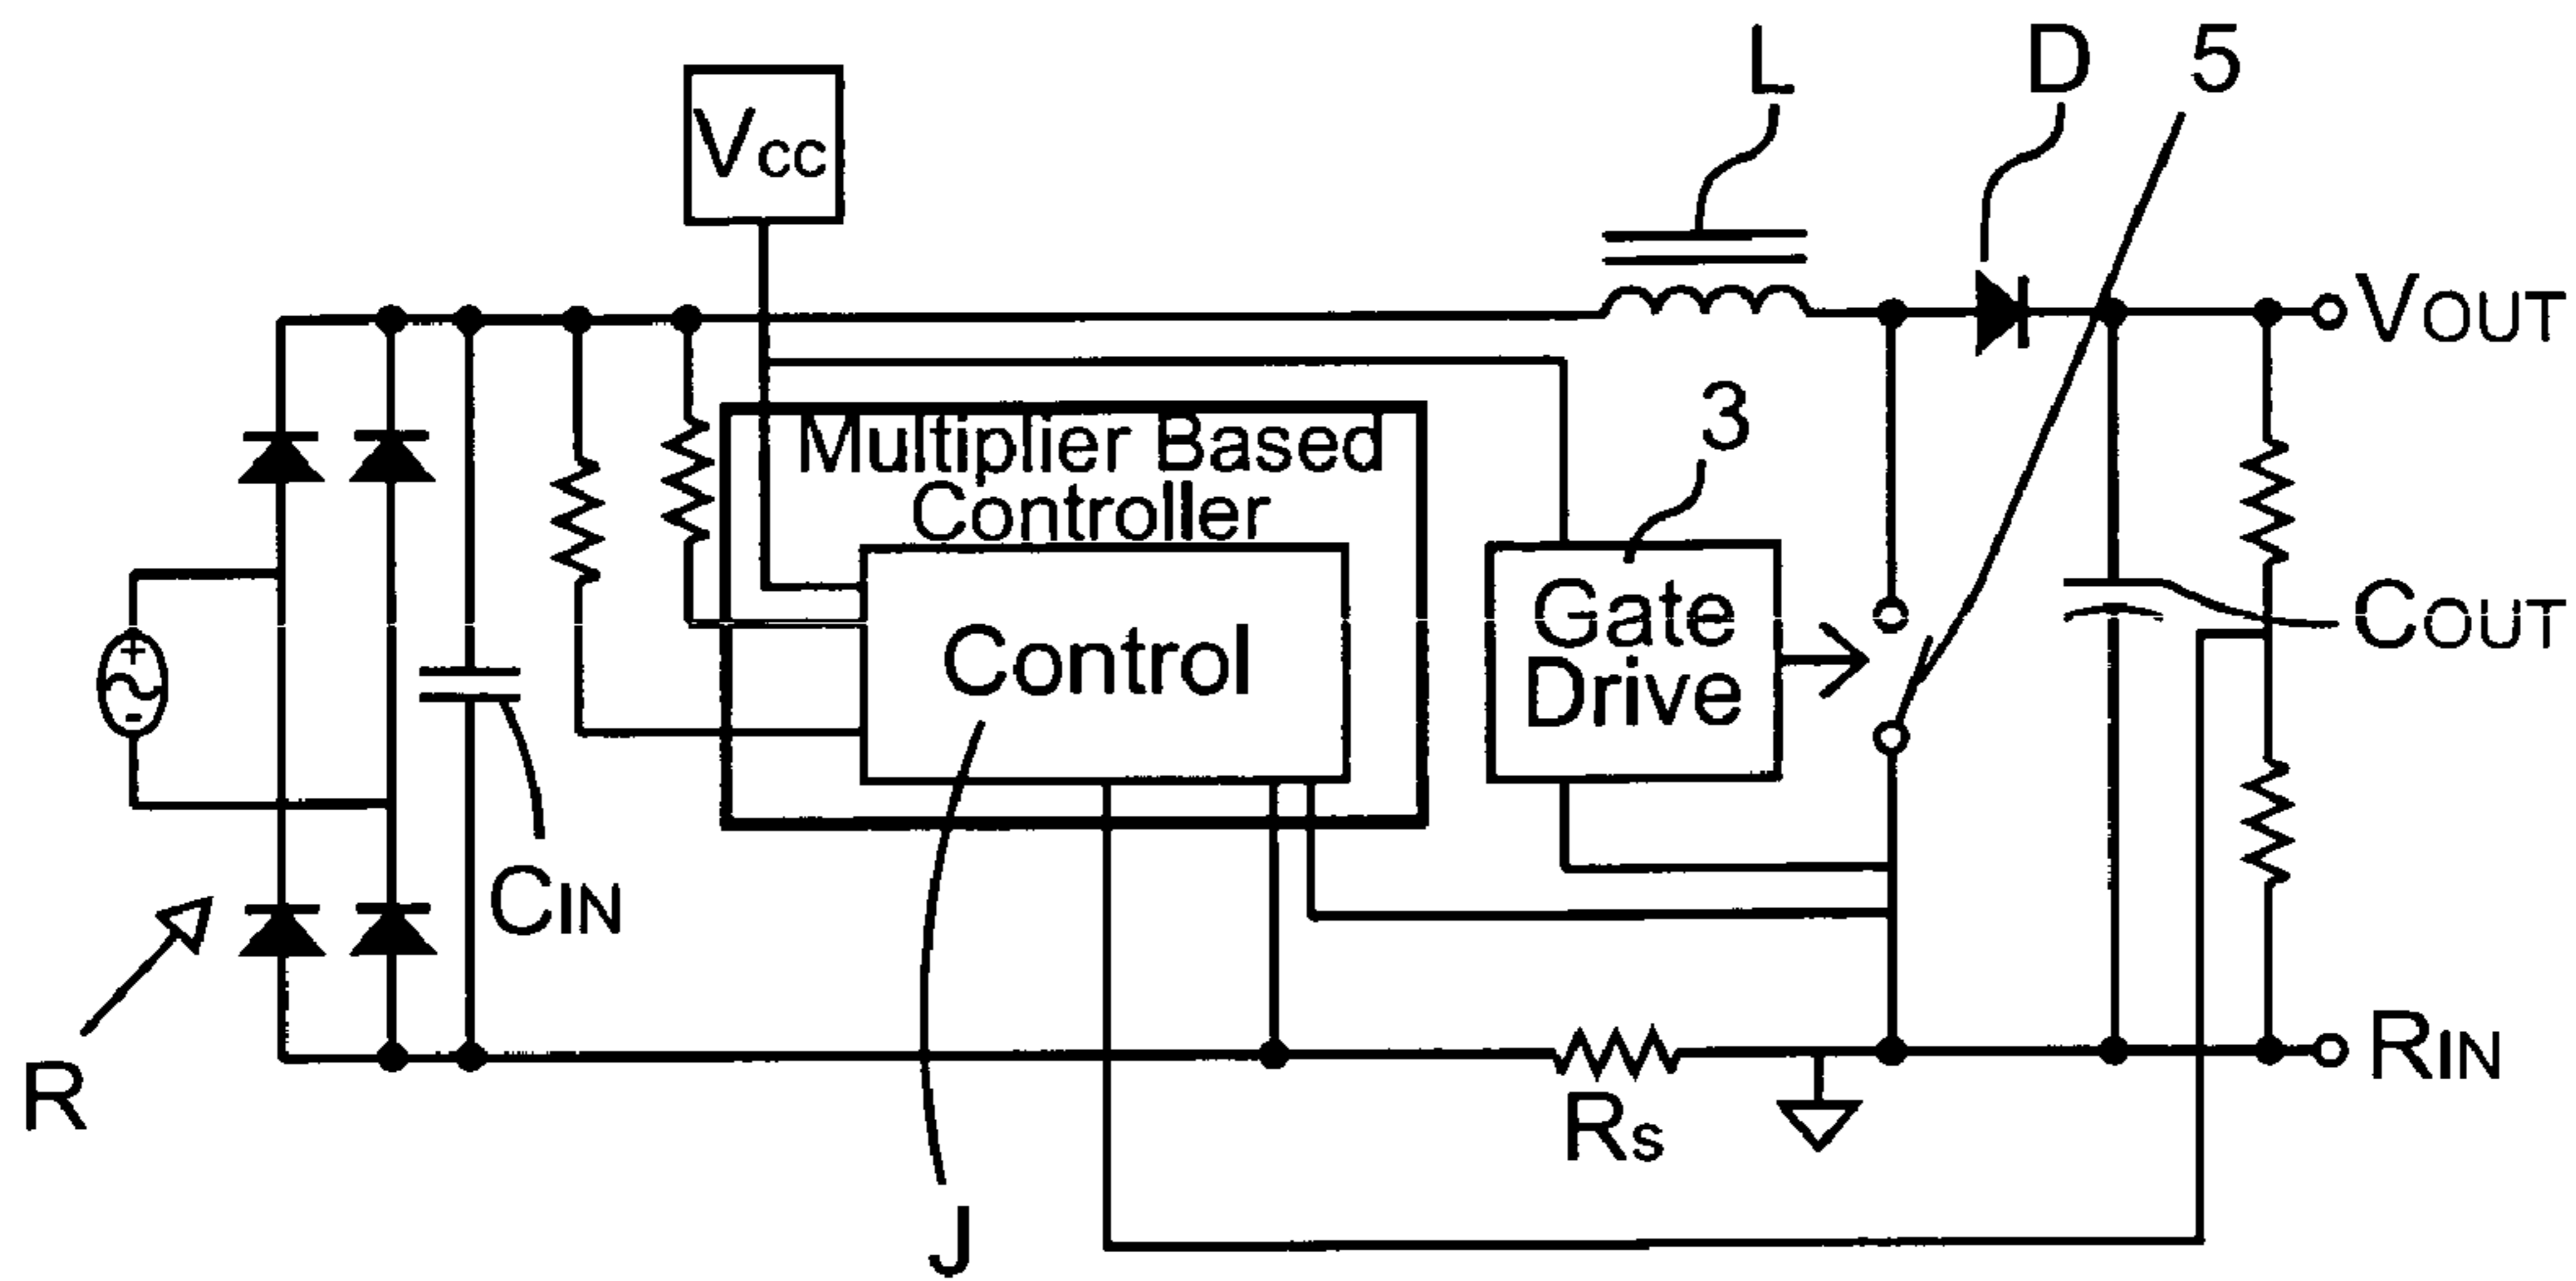 L
D
5
Vcc
VOUT
3
Multiplier Based
Controller
Gate
Drive
Control
COUT
+
-
CIN
R
RIN
Rs
J